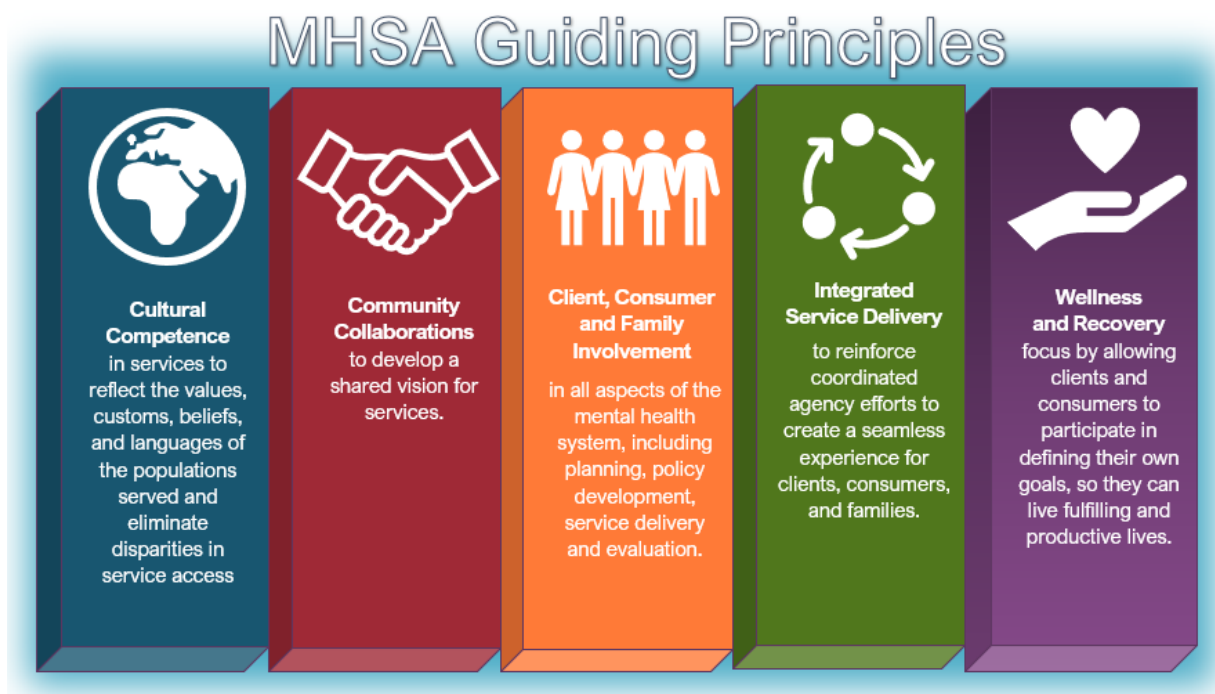 MHSA Guiding Principles
Cultural
Competence
in services to
reflect the values,
customs, beliefs,
and languages of
the populations
served and
eliminate
disparities in
service access
Community
Collaborations
to develop a
shared vision for
services.
Client, Consumer
and Family
Involvement
in all aspects of the
mental health
system, including
planning, policy
development,
service delivery
and evaluation.
Integrated
Service Delivery
to reinforce
coordinated
agency efforts to
create a seamless
experience for
clients, consumers,
and families.
Wellness
and Recovery
focus by allowing
clients and
consumers to
participate in
defining their own
goals, so they can
live fulfilling and
productive lives.